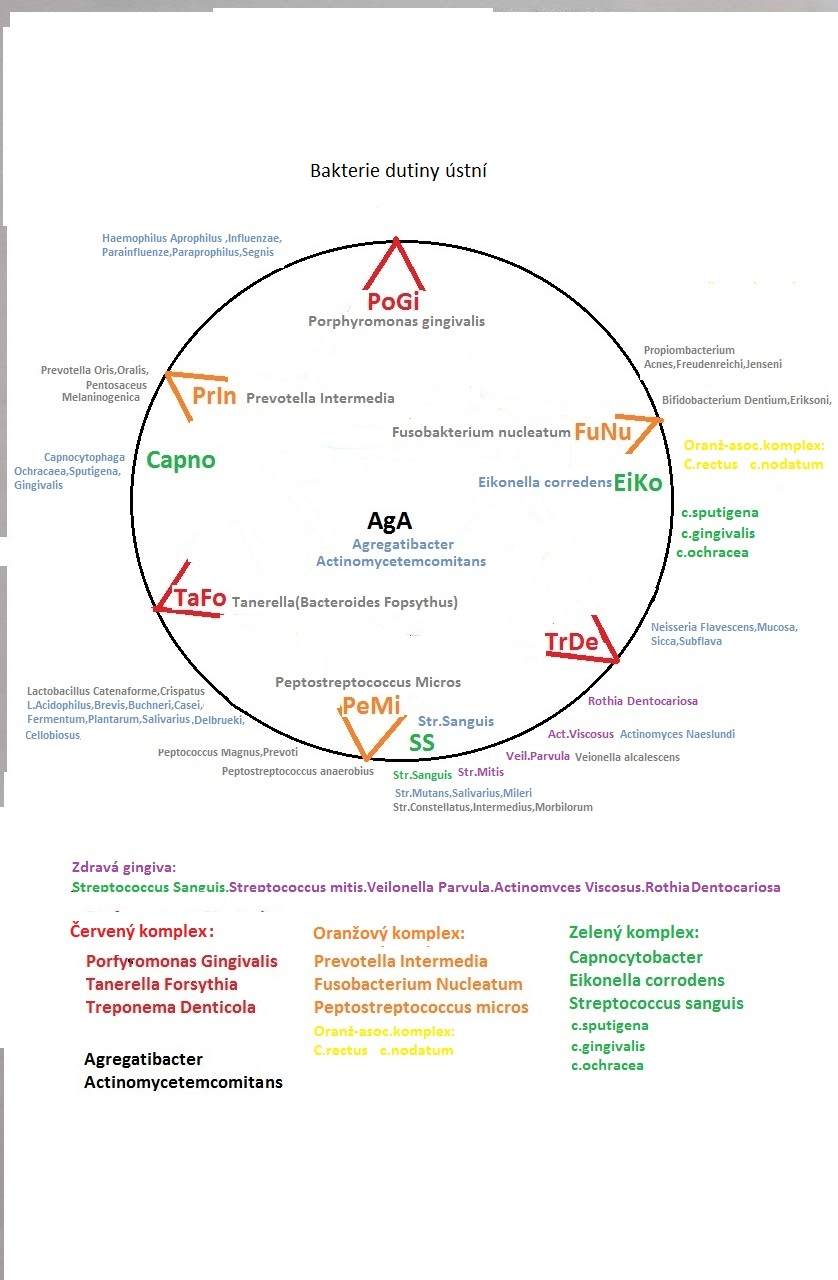 Bakterie dutiny ústní
Haemophilus Aprophilus ,Influenzae,
Parainfluenze,Paraprophilus,Segnis
PoGi
Porphyromonas gingivalis
Propiombacterium
Acnes,Freudenreichi,Jenseni
Prevotella Oris,Oralis,
Pentosaceus
Melaninogenica
PrIn Prevotella Intermedia
Bifidobacterium Dentium,Eriksoni,
Fusobakterium nucleatum FuNu
Oranž-asoc.komplex:
C.rectus c.nodatum
Capnocytophaga
Ochracaea,Sputigena,
Gingivalis
Capno
Eikonella corredens EiKo
c.sputigena
c.gingivalis
c.ochracea
AgA
Agregatibacter
Actinomycetemcomitans
TaFo Tanerella(Bacteroides Fopsythus)
TrDe
Neisseria Flavescens,Mucosa,
Sicca,Subflava
Lactobacillus Catenaforme,Crispatus
L.Acidophilus,Brevis,Buchneri,Casei,
Fermentum,Plantarum,Salivarius,Delbrueki,
Cellobiosus
Peptostreptococcus Micros
PeMi
Str.Sanguis
SS
Rothia Dentocariosa
Act.Viscosus Actinomyces Naeslundi
Veil.Parvula Veionella alcalescens
Peptococcus Magnus,Prevoti
Peptostreptococcus anaerobius
Str.Sanguis Str.Mitis
Str.Mutans,Salivarius,Mileri
Str.Constellatus,Intermedius,Morbilorum
Zdravá gingiva:
Streptococcus Sanguis.Streptococcus mitis.Veilonella Parvula.Actinomyces Viscosus.Rothia Dentocariosa
Červený komplex:
Porfyromonas Gingivalis
Tanerella Forsythia
Treponema Denticola
Agregatibacter
Actinomycetemcomitans
Oranžový komplex:
Prevotella Intermedia
Fusobacterium Nucleatum
Peptostreptococcus micros
Oranž-asoc.komplex:
C.rectus c.nodatum
Zelený komplex:
Capnocytobacter
Eikonella corrodens
Streptococcus sanguis
c.sputigena
c.gingivalis
c.ochracea